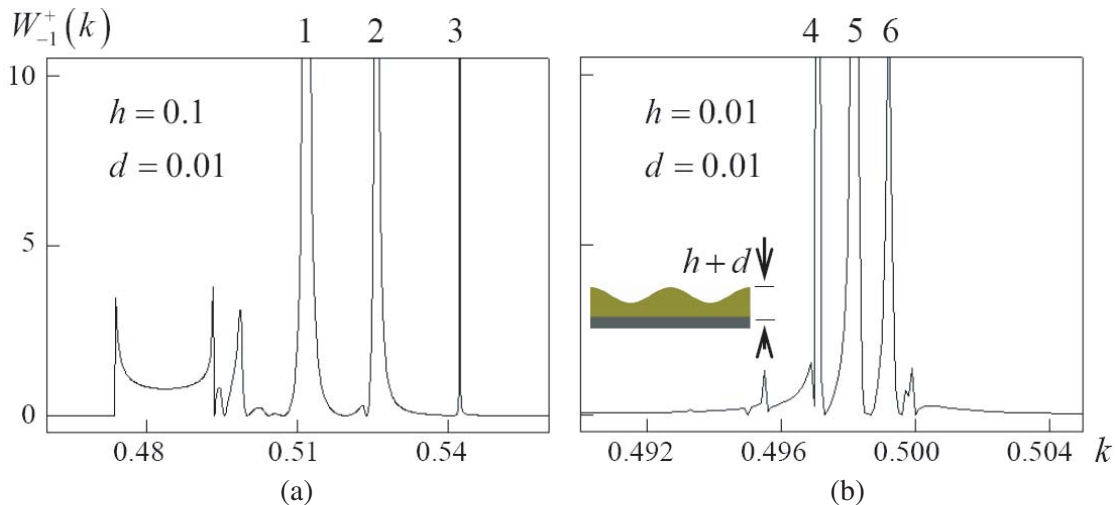 W⁺₋₁(k) 1 2 3 4 5 6
10
h = 0.1
d = 0.01
h = 0.01
d = 0.01
5
h + d
0
0.48 0.51 0.54 0.492 0.496 0.500 0.504 k
(a) (b)